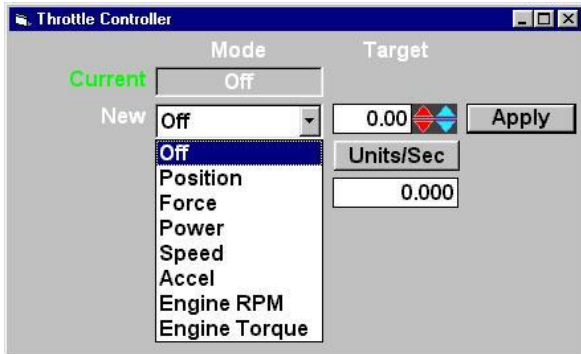 Throttle Controller
Mode Target
Current Off
New Off 0.00 Apply
Off
Units/Sec
Position
0.000
Force
Power
Speed
Accel
Engine RPM
Engine Torque